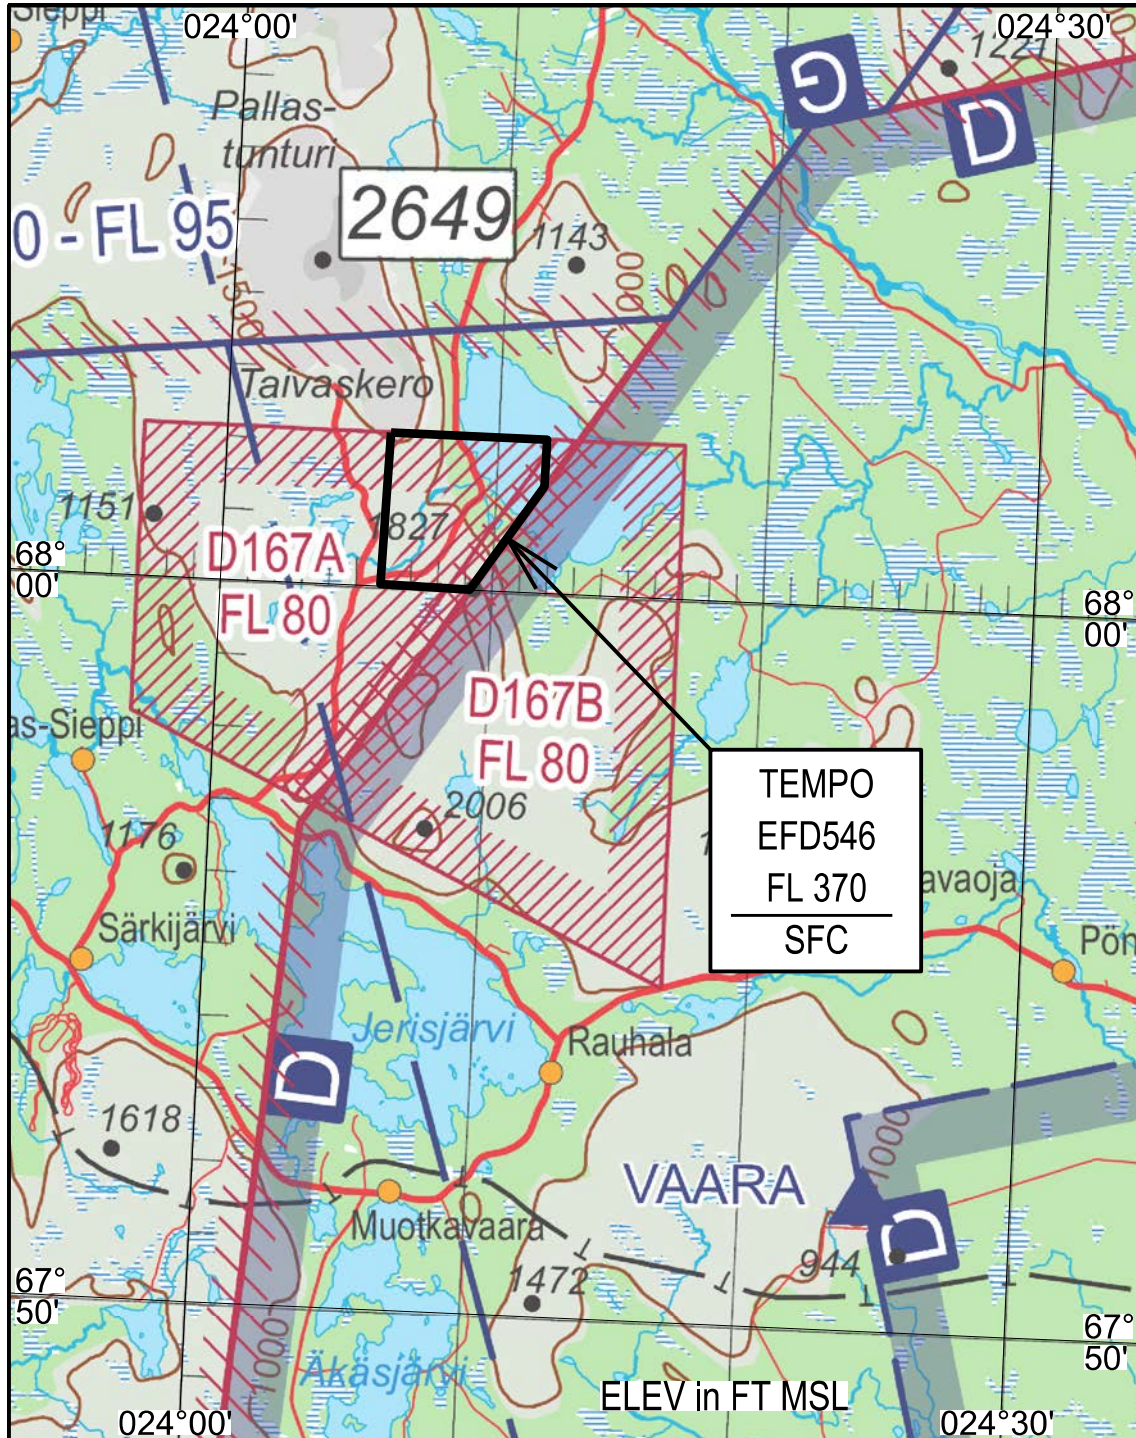 Sieppi
024°00'
024°30'
1221
G
D
Pallas-
tunturi
2649
1143
0 - FL 95
1500
000
Taivaskero
1151
1827
D167A
FL 80
68°
00'
68°
00'
D167B
FL 80
as-Sieppi
2006
1176
TEMPO
EFD546
FL 370
SFC
1
avaoja
Särkijärvi
Pön
Jerisjärvi
Rauhala
D
1618
1000
VAARA
D
Muotkavaara
944
1472
67°
50'
67°
50'
1000
Äkäsjärvi
ELEV in FT MSL
024°00'
024°30'